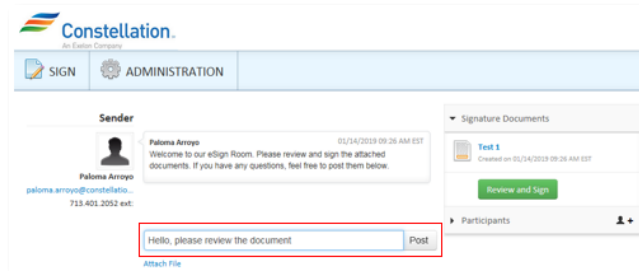 Constellation.
An Exelon Company
SIGN
ADMINISTRATION
Sender
Paloma Arroyo
paloma.arroyo@constellatio...
713.401.2052 ext:
Paloma Arroyo 01/14/2019 09:26 AM EST
Welcome to our eSign Room. Please review and sign the attached
documents. If you have any questions, feel free to post them below.
Hello, please review the document
Post
Attach File
Signature Documents
Test 1
Created on 01/14/2019 09:26 AM EST
Review and Sign
Participants